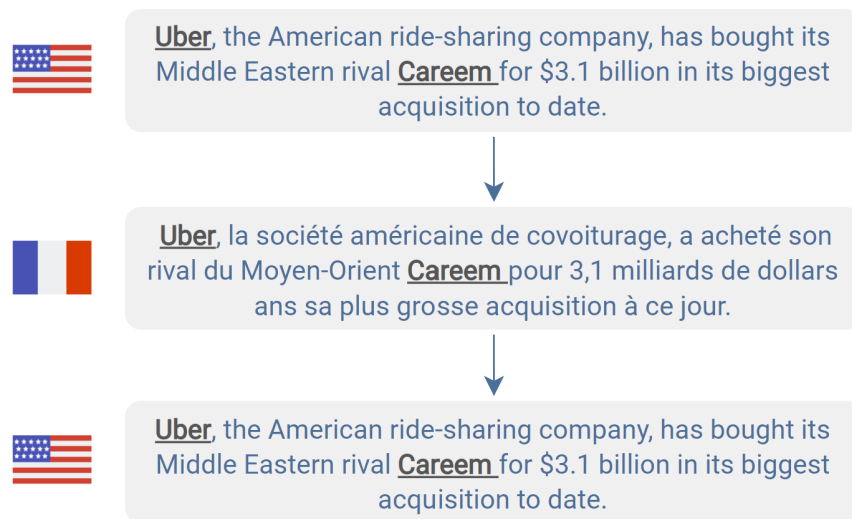 Uber, the American ride-sharing company, has bought its
Middle Eastern rival Careem for $3.1 billion in its biggest
acquisition to date.
Uber, la société américaine de covoiturage, a acheté son
rival du Moyen-Orient Careem pour 3,1 milliards de dollars
ans sa plus grosse acquisition à ce jour.
Uber, the American ride-sharing company, has bought its
Middle Eastern rival Careem for $3.1 billion in its biggest
acquisition to date.